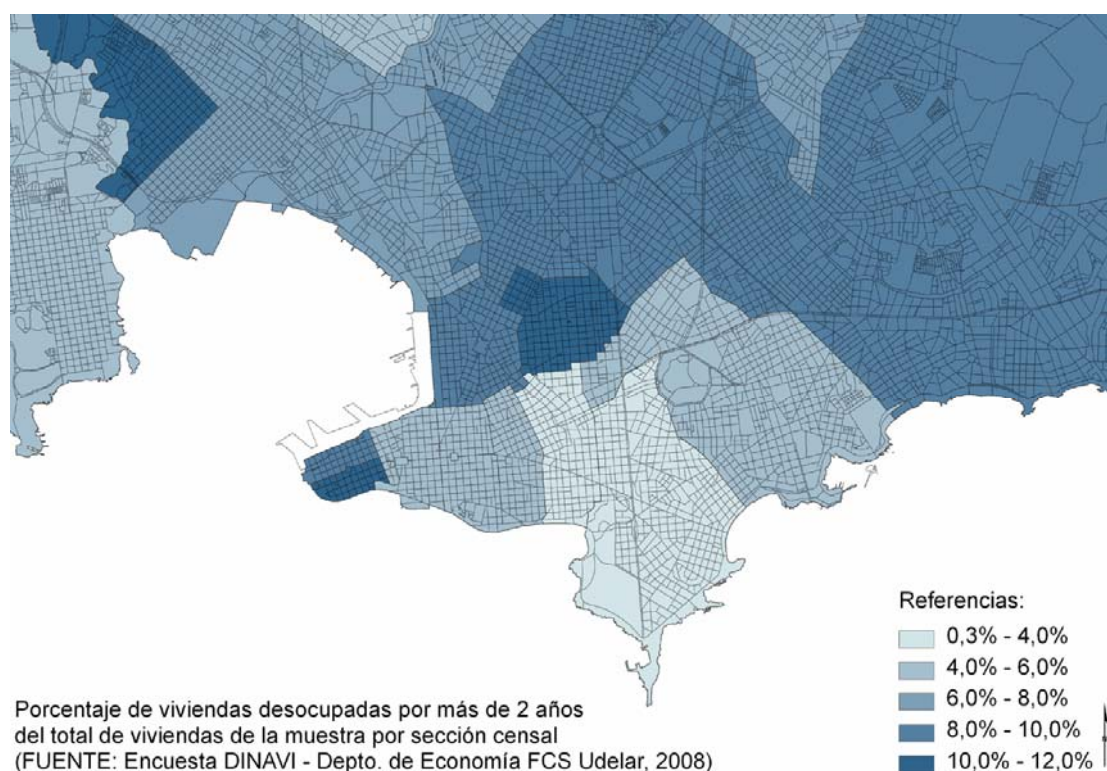 Referencias:
0,3% - 4,0%
4,0% - 6,0%
6,0% - 8,0%
8,0% - 10,0%
10,0% - 12,0%
Porcentaje de viviendas desocupadas por más de 2 años
del total de viviendas de la muestra por sección censal
(FUENTE: Encuesta DINAVI - Depto. de Economía FCS Udelar, 2008)